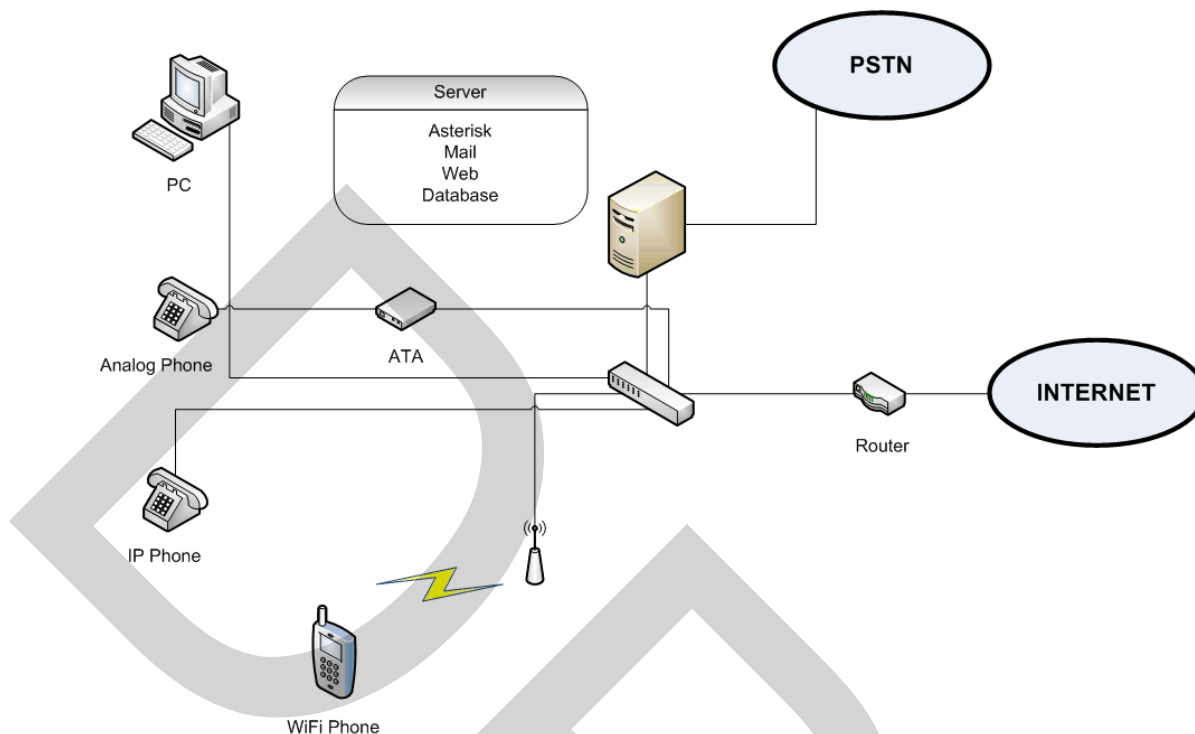 PSTN
Server
Asterisk
Mail
Web
Database
PC
Analog Phone
ATA
INTERNET
Router
IP Phone
WiFi Phone